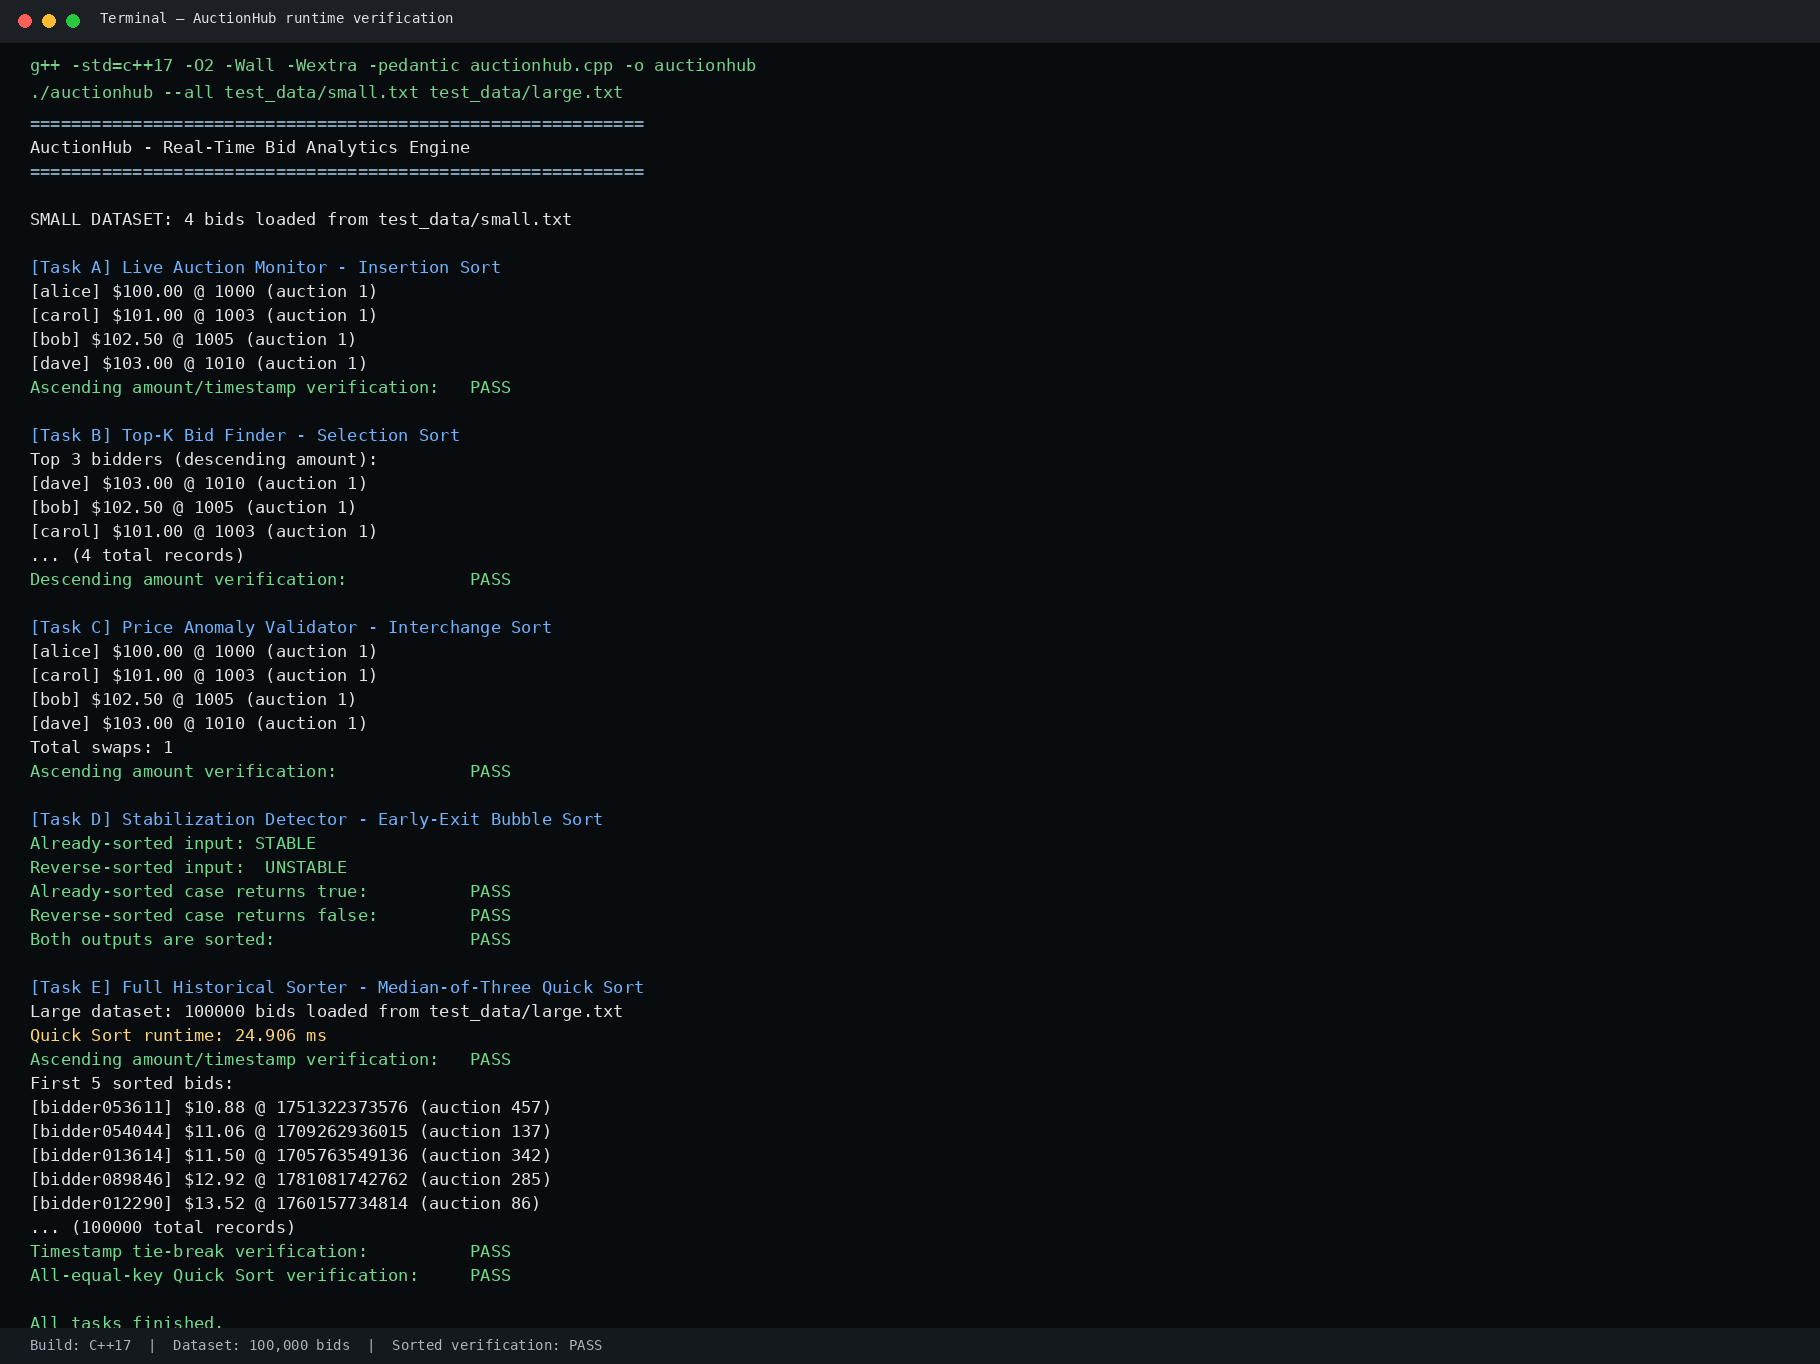 Terminal — AuctionHub runtime verification
g++ -std=c++17 -O2 -Wall -Wextra -pedantic auctionhub.cpp -o auctionhub
./auctionhub --all test_data/small.txt test_data/large.txt
============================================================
AuctionHub - Real-Time Bid Analytics Engine
============================================================
SMALL DATASET: 4 bids loaded from test_data/small.txt
[Task A] Live Auction Monitor - Insertion Sort
[alice] $100.00 @ 1000 (auction 1)
[carol] $101.00 @ 1003 (auction 1)
[bob] $102.50 @ 1005 (auction 1)
[dave] $103.00 @ 1010 (auction 1)
Ascending amount/timestamp verification:   PASS
[Task B] Top-K Bid Finder - Selection Sort
Top 3 bidders (descending amount):
[dave] $103.00 @ 1010 (auction 1)
[bob] $102.50 @ 1005 (auction 1)
[carol] $101.00 @ 1003 (auction 1)
... (4 total records)
Descending amount verification:            PASS
[Task C] Price Anomaly Validator - Interchange Sort
[alice] $100.00 @ 1000 (auction 1)
[carol] $101.00 @ 1003 (auction 1)
[bob] $102.50 @ 1005 (auction 1)
[dave] $103.00 @ 1010 (auction 1)
Total swaps: 1
Ascending amount verification:             PASS
[Task D] Stabilization Detector - Early-Exit Bubble Sort
Already-sorted input: STABLE
Reverse-sorted input:  UNSTABLE
Already-sorted case returns true:          PASS
Reverse-sorted case returns false:         PASS
Both outputs are sorted:                   PASS
[Task E] Full Historical Sorter - Median-of-Three Quick Sort
Large dataset: 100000 bids loaded from test_data/large.txt
Quick Sort runtime: 24.906 ms
Ascending amount/timestamp verification:   PASS
First 5 sorted bids:
[bidder053611] $10.88 @ 1751322373576 (auction 457)
[bidder054044] $11.06 @ 1709262936015 (auction 137)
[bidder013614] $11.50 @ 1705763549136 (auction 342)
[bidder089846] $12.92 @ 1781081742762 (auction 285)
[bidder012290] $13.52 @ 1760157734814 (auction 86)
... (100000 total records)
Timestamp tie-break verification:          PASS
All-equal-key Quick Sort verification:     PASS
All tasks finished.
Build: C++17  |  Dataset: 100,000 bids  |  Sorted verification: PASS